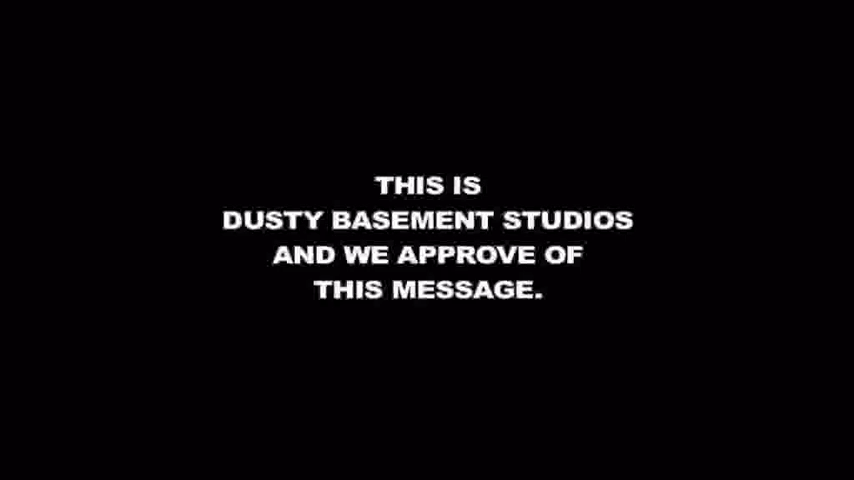 THIS IS
DUSTY BASEMENT STUDIOS
AND WE APPROVE OF
THIS MESSAGE.